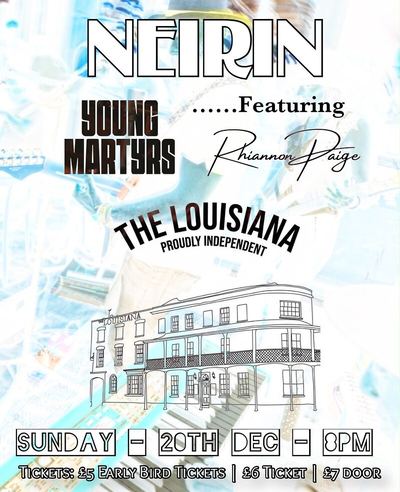 NEIRIN
......Featuring
YOUNG
MARTYRS
Rhiannon Paige
THE LOUISIANA
PROUDLY INDEPENDENT
THE LOUISIANA
SUNDAY - 20TH DEC - 8PM
TICKETS: £5 EARLY BIRD TICKETS | £6 TICKET | £7 DOOR